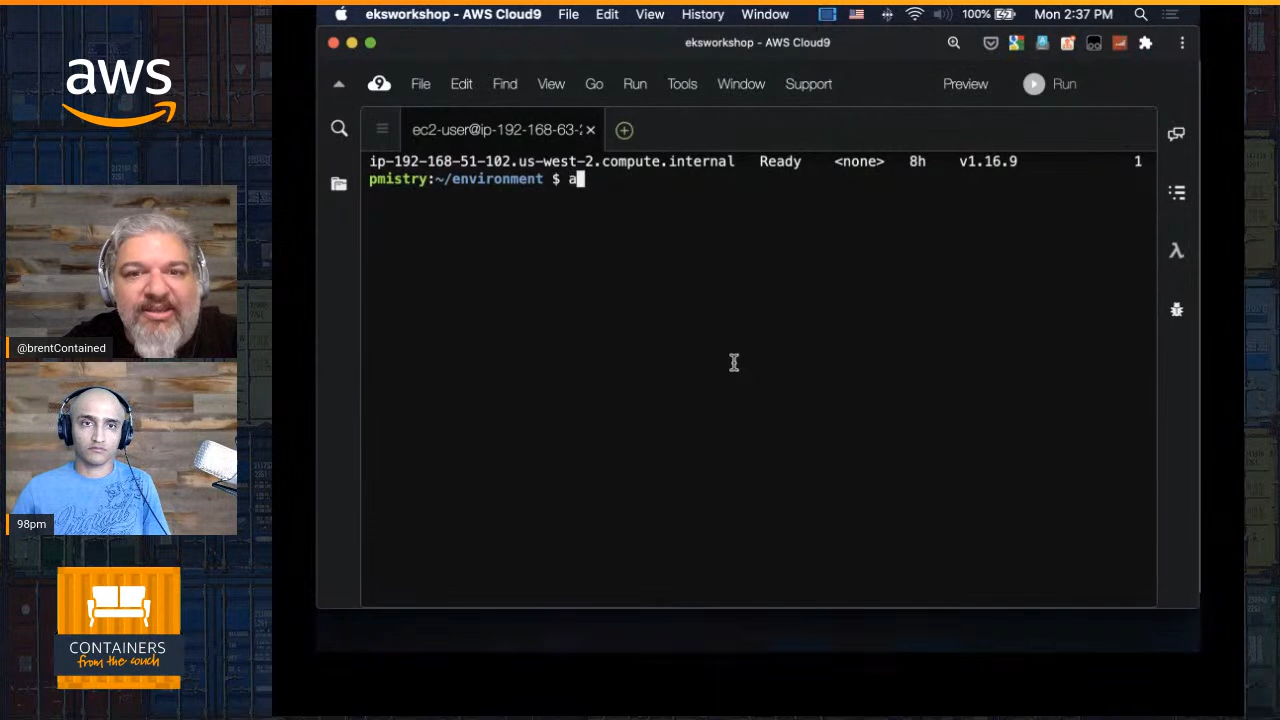 aws
@brentContained
98pm
CONTAINERS
from the couch
eksworkshop - AWS Cloud9 File Edit View History Window 100% Mon 2:37 PM
eksworkshop - AWS Cloud9
9 File Edit Find View Go Run Tools Window Support Preview Run
ec2-user@ip-192-168-63-
ip-192-168-51-102.us-west-2.compute.internal Ready <none> 8h v1.16.9 1
pmistry:~/environment $ a